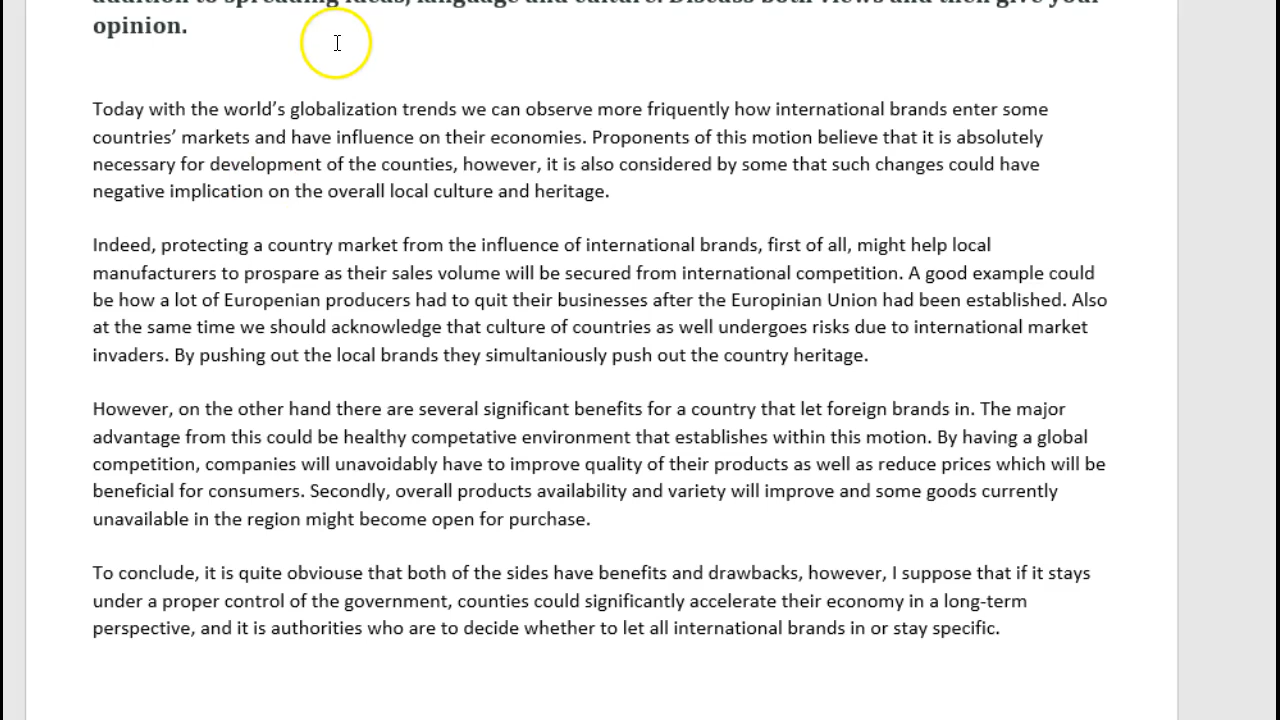 addition to spreading ideas, language and culture. Discuss both views and then give your
opinion.
Today with the world’s globalization trends we can observe more friquently how international brands enter some
countries’ markets and have influence on their economies. Proponents of this motion believe that it is absolutely
necessary for development of the counties, however, it is also considered by some that such changes could have
negative implication on the overall local culture and heritage.
Indeed, protecting a country market from the influence of international brands, first of all, might help local
manufacturers to prospare as their sales volume will be secured from international competition. A good example could
be how a lot of Europenian producers had to quit their businesses after the Europinian Union had been established. Also
at the same time we should acknowledge that culture of countries as well undergoes risks due to international market
invaders. By pushing out the local brands they simultaniously push out the country heritage.
However, on the other hand there are several significant benefits for a country that let foreign brands in. The major
advantage from this could be healthy competative environment that establishes within this motion. By having a global
competition, companies will unavoidably have to improve quality of their products as well as reduce prices which will be
beneficial for consumers. Secondly, overall products availability and variety will improve and some goods currently
unavailable in the region might become open for purchase.
To conclude, it is quite obviouse that both of the sides have benefits and drawbacks, however, I suppose that if it stays
under a proper control of the government, counties could significantly accelerate their economy in a long-term
perspective, and it is authorities who are to decide whether to let all international brands in or stay specific.